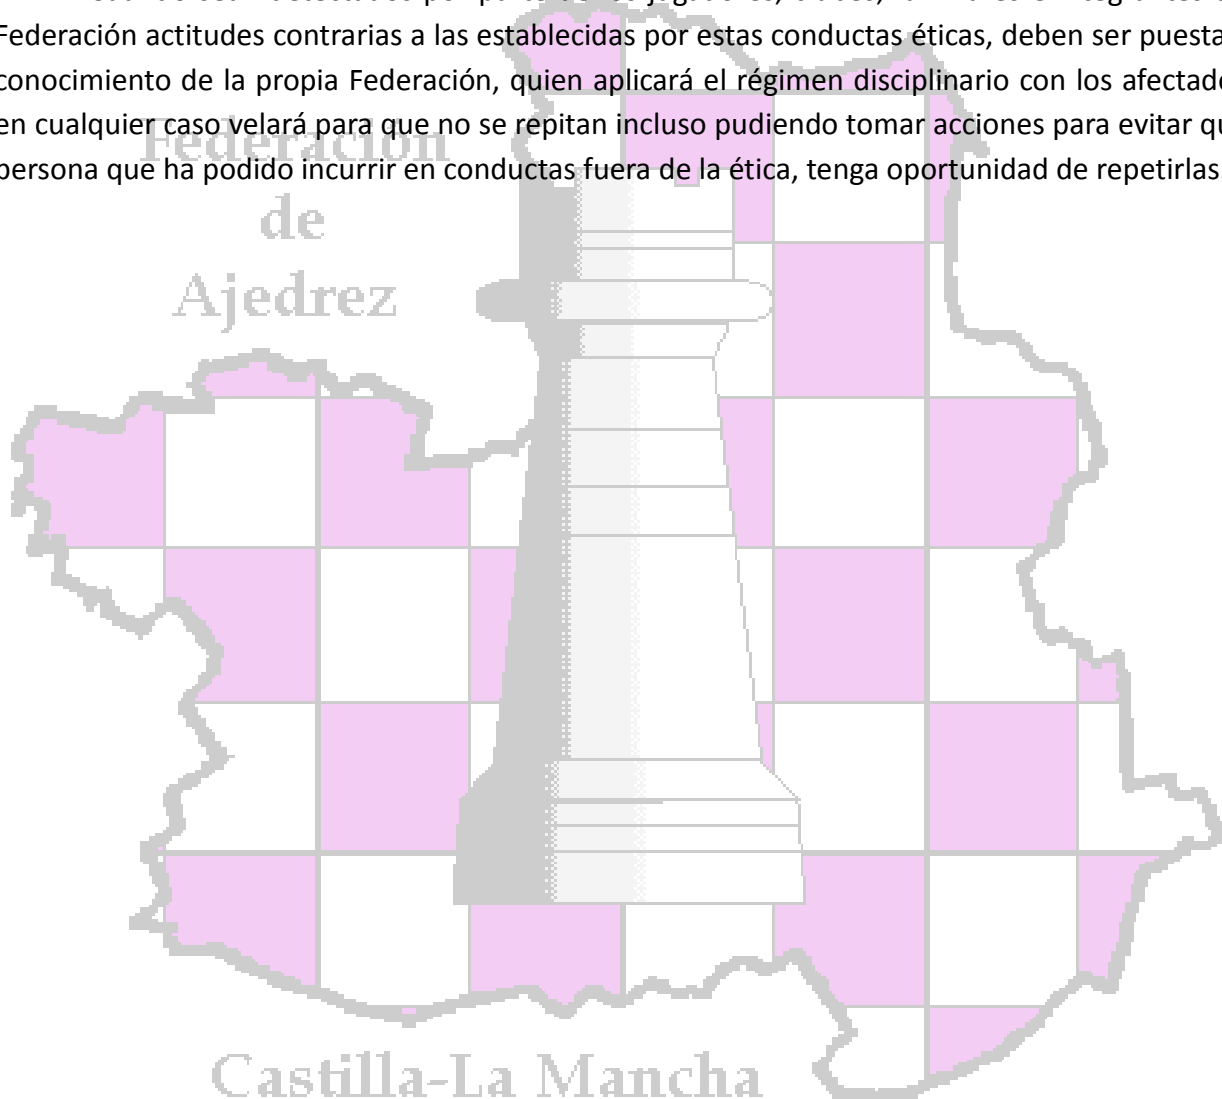 Federación actitudes contrarias a las establecidas por estas conductas éticas, deben ser
conocimiento de la propia Federación, quien aplicará el régimen disciplinario con los
en cualquier caso velará para que no se repitan incluso pudiendo tomar acciones para evitar
persona que ha podido incurrir en conductas fuera de la ética, tenga oportunidad de repetirlas.
Federación
de
Ajedrez
Castilla-La Mancha